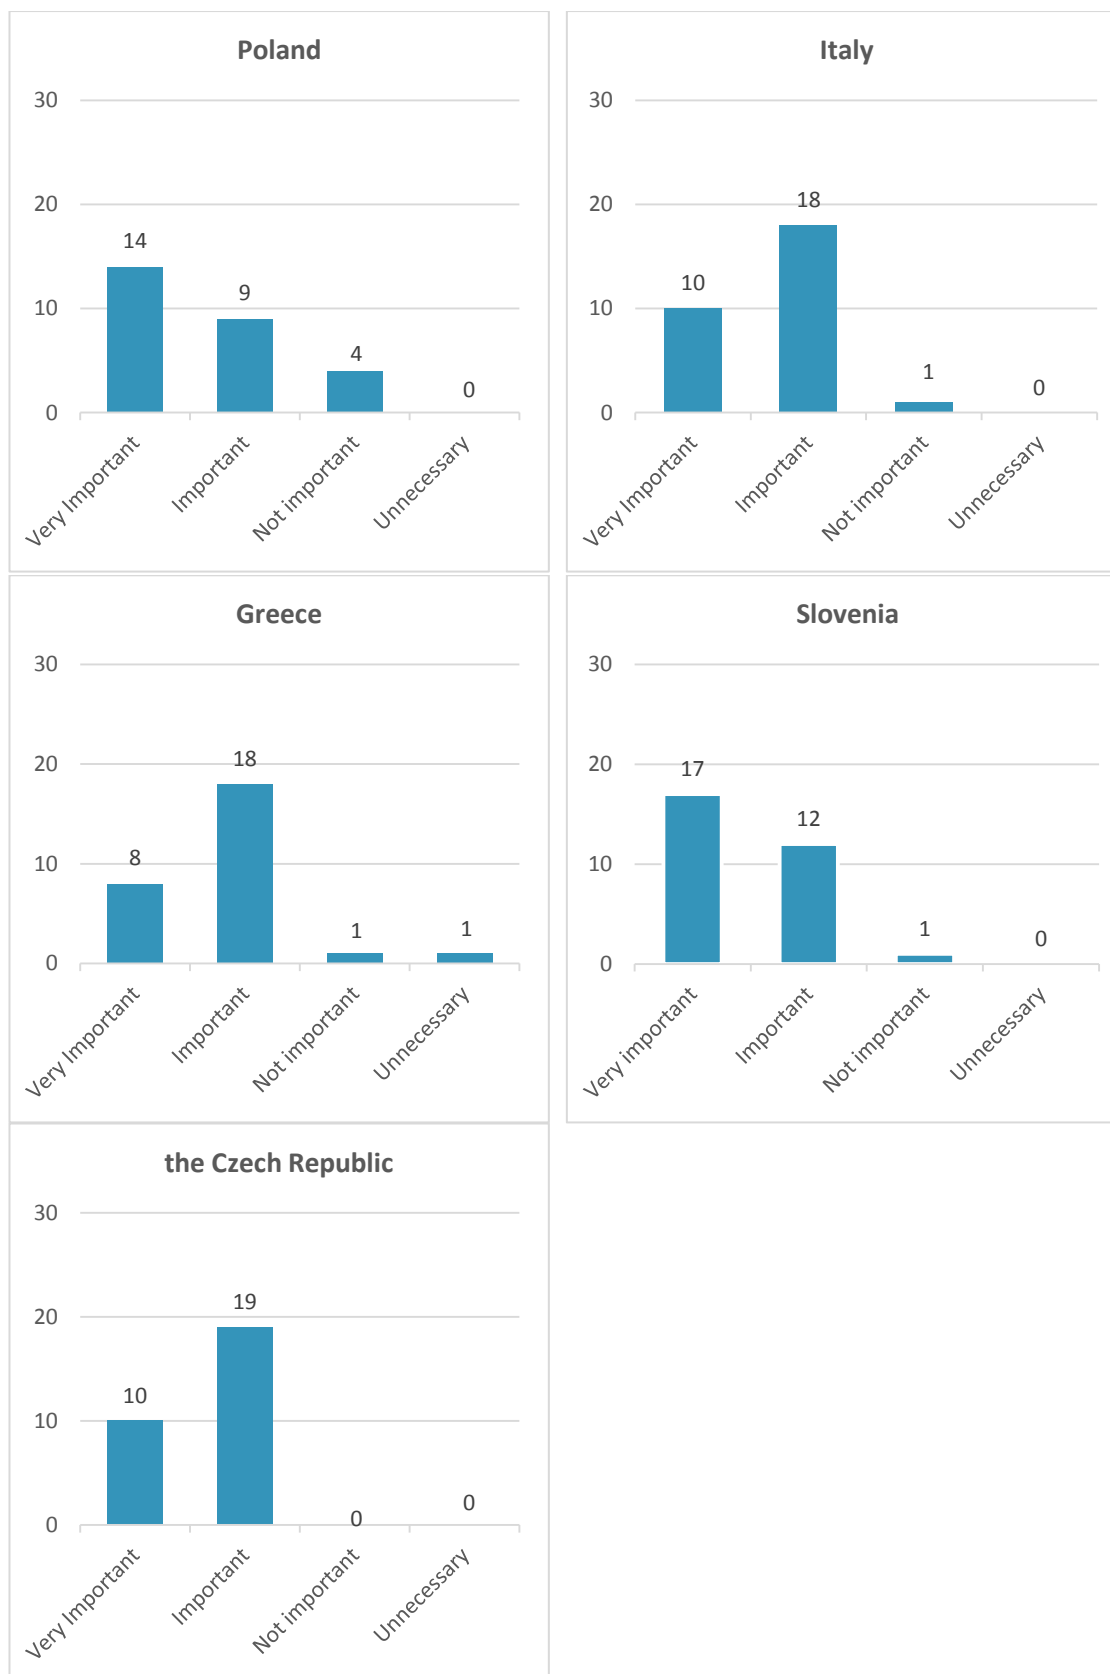 Poland
30
20
10
0
14
9
4
0
Very Important
Important
Not important
Unnecessary
Italy
30
20
10
0
10
18
1
0
Very Important
Important
Not important
Unnecessary
Greece
30
20
10
0
8
18
1
1
Very Important
Important
Not important
Unnecessary
Slovenia
30
20
10
0
17
12
1
0
Very important
Important
Not important
Unnecessary
the Czech Republic
30
20
10
0
10
19
0
0
Very Important
Important
Not important
Unnecessary